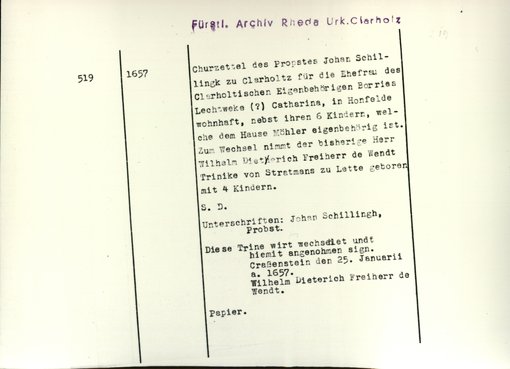 Fürstl. Archiv Rheda Urk. Clarholz
519
1657
Churzettel des Propstes Johan Schil-
lingk zu Clarholtz für die Ehefrau des
Clarholtischen Eigenbehörigen Borries
Lechtweke (?) Catharina, in Honfelde
wohnhaft, nebst ihren 6 Kindern, wel-
che dem Hause Möhler eigenbehörig ist.
Zum Wechsel nimmt der bisherige Herr
Wilhelm Dietherich Freiherr de Wendt
Trinike von Stratmans zu Lette geboren
mit 4 Kindern.
S. D.
Unterschriften: Johan Schillingh,
Probst.
Diese Trine wirt wechslet undt
hiemit angenohmen sign.
Craßenstein den 25. Januarii
a. 1657.
Wilhelm Dieterich Freiherr de
Wendt.
Papier.